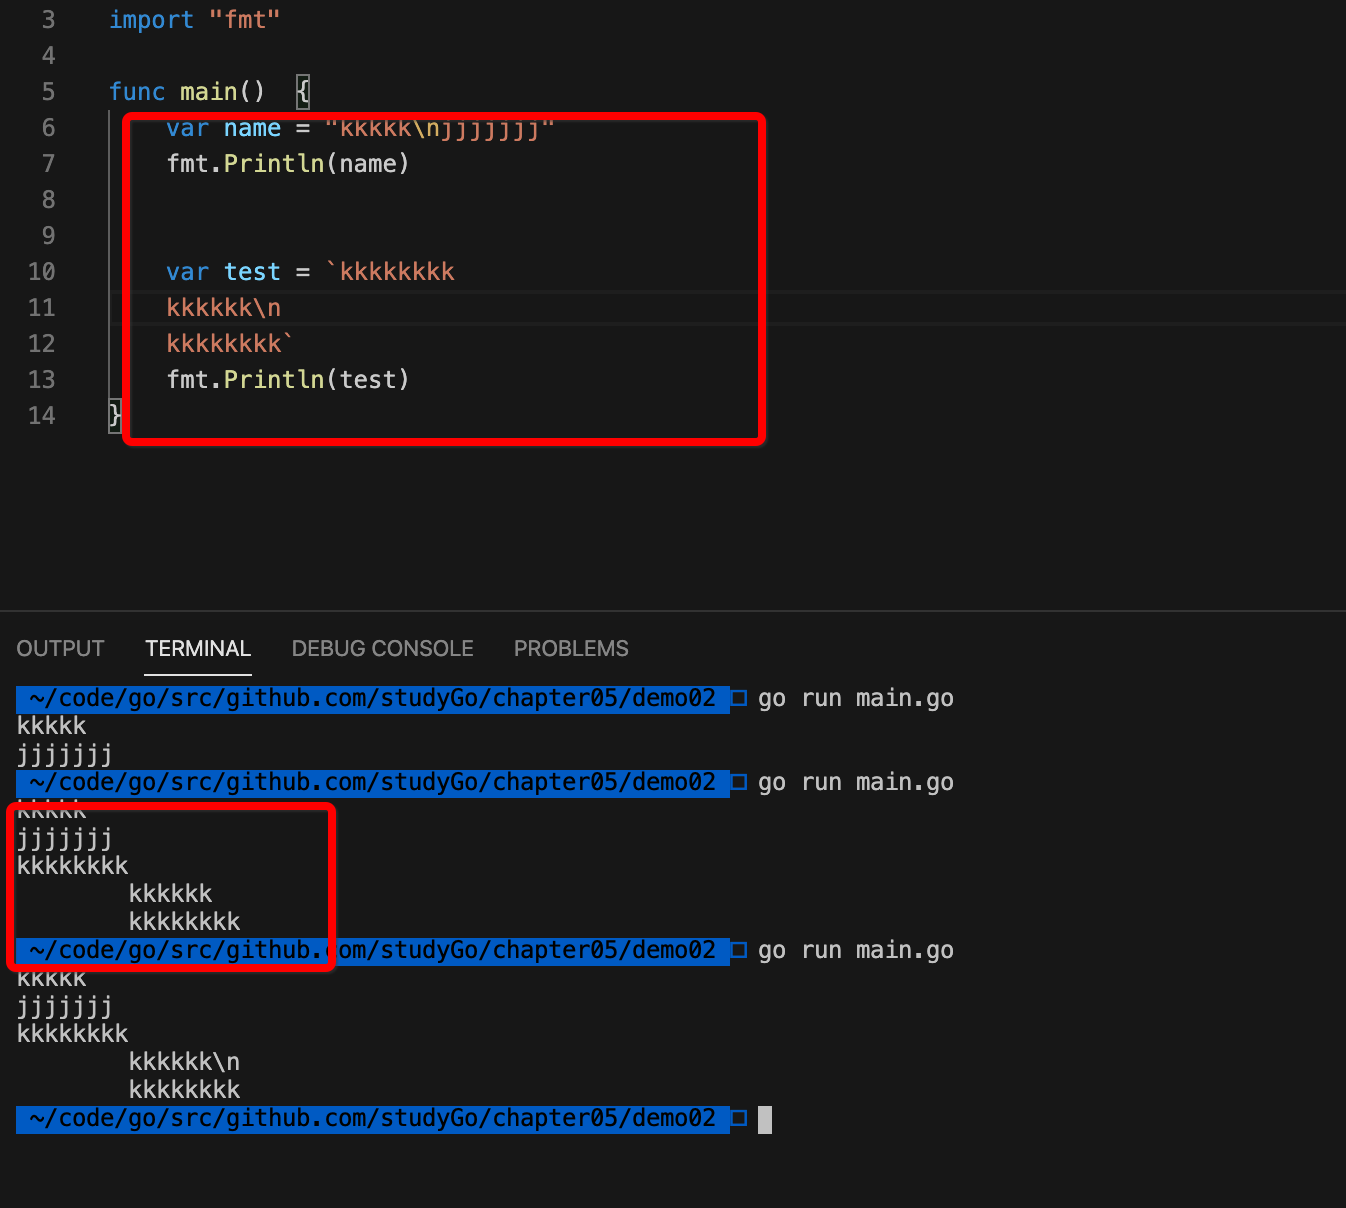 3 import "fmt"
4
5 func main() {
6 var name = "kkkkk\njjjjjjj"
7 fmt.Println(name)
8
9
10 var test = `kkkkkkkk
11 kkkkkk\n
12 kkkkkkkk`
13 fmt.Println(test)
14 }
OUTPUT TERMINAL DEBUG CONSOLE PROBLEMS
~/code/go/src/github.com/studyGo/chapter05/demo02 go run main.go
kkkkk
jjjjjjj
~/code/go/src/github.com/studyGo/chapter05/demo02 go run main.go
kkkkk
jjjjjjj
kkkkkkkk
kkkkkk
kkkkkkkk
~/code/go/src/github.com/studyGo/chapter05/demo02 go run main.go
kkkkk
jjjjjjj
kkkkkkkk
kkkkkk\n
kkkkkkkk
~/code/go/src/github.com/studyGo/chapter05/demo02